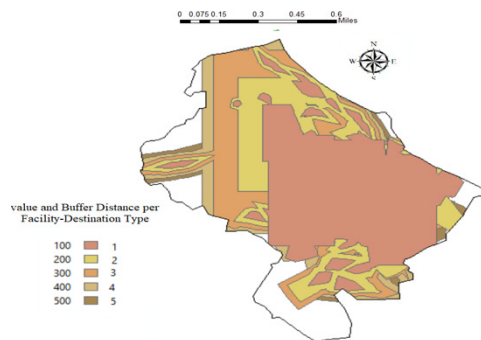 0 0.075 0.15 0.3 0.45 0.6
Miles
N
W E
S
value and Buffer Distance per
Facility-Destination Type
100 1
200 2
300 3
400 4
500 5